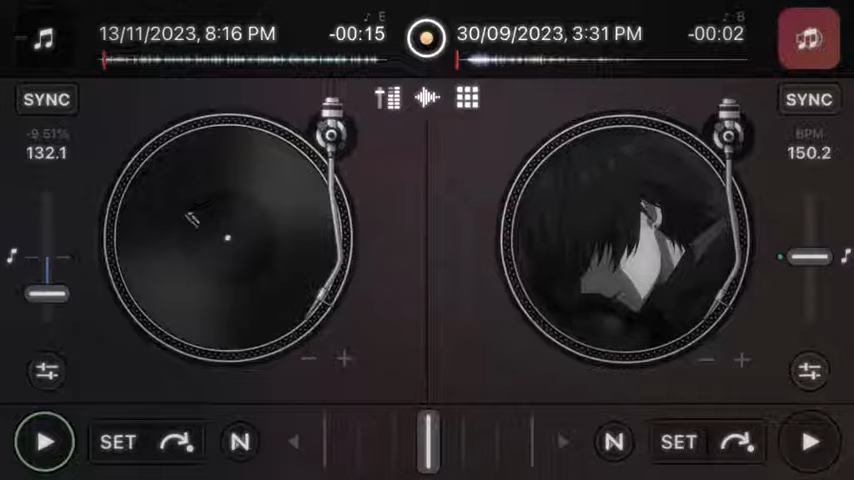 E
13/11/2023, 8:16 PM -00:15
B
30/09/2023, 3:31 PM -00:02
SYNC
SYNC
-9.51%
132.1
BPM
150.2
SET
N
N
SET